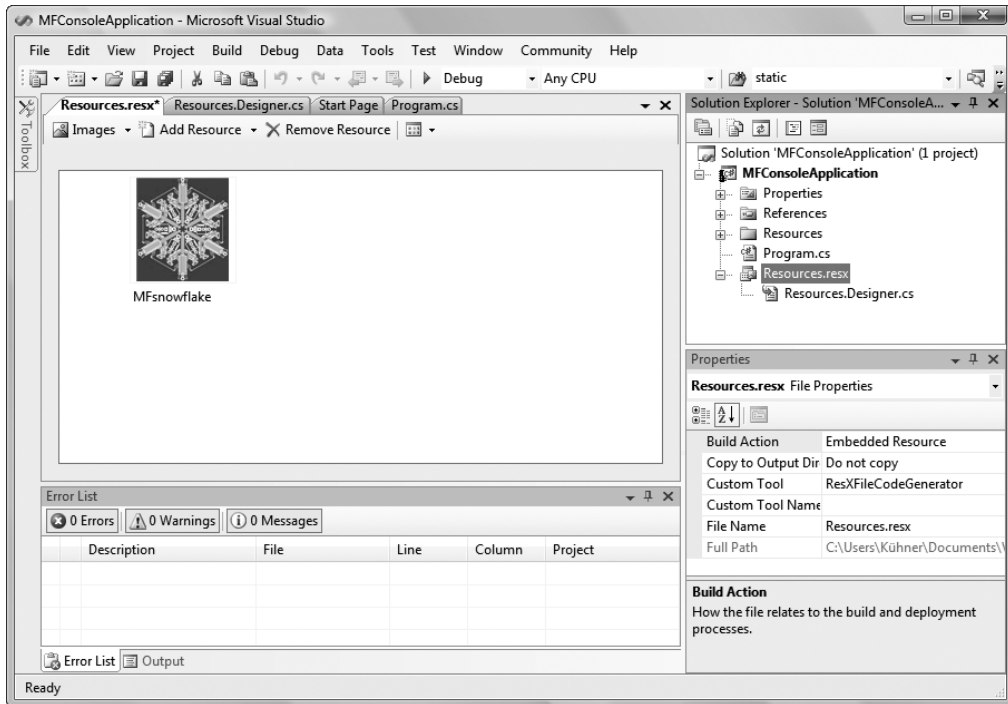 MFConsoleApplication - Microsoft Visual Studio
File Edit View Project Build Debug Data Tools Test Window Community Help
Debug Any CPU static
Toolbox
Resources.resx* Resources.Designer.cs Start Page Program.cs
Images Add Resource Remove Resource
MFsnowflake
Solution Explorer - Solution 'MFConsoleA...
Solution 'MFConsoleApplication' (1 project)
MFConsoleApplication
Properties
References
Resources
Program.cs
Resources.resx
Resources.Designer.cs
Properties
Resources.resx File Properties
Build Action Embedded Resource
Copy to Output Dir Do not copy
Custom Tool ResXFileCodeGenerator
Custom Tool Name
File Name Resources.resx
Full Path C:\Users\Kühner\Documents\
Build Action
How the file relates to the build and deployment
processes.
Error List
0 Errors 0 Warnings 0 Messages
Description File Line Column Project
Error List Output
Ready